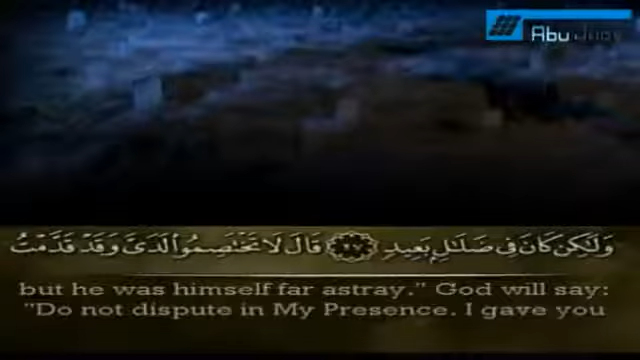 Abu
وَلَـٰكِن كَانَ فِى ضَلَـٰلٍۭ بَعِيدٍ ٢٧ قَالَ لَا تَخْتَصِمُوا۟ لَدَىَّ وَقَدْ قَدَّمْتُ
but he was himself far astray." God will say:
"Do not dispute in My Presence. I gave you